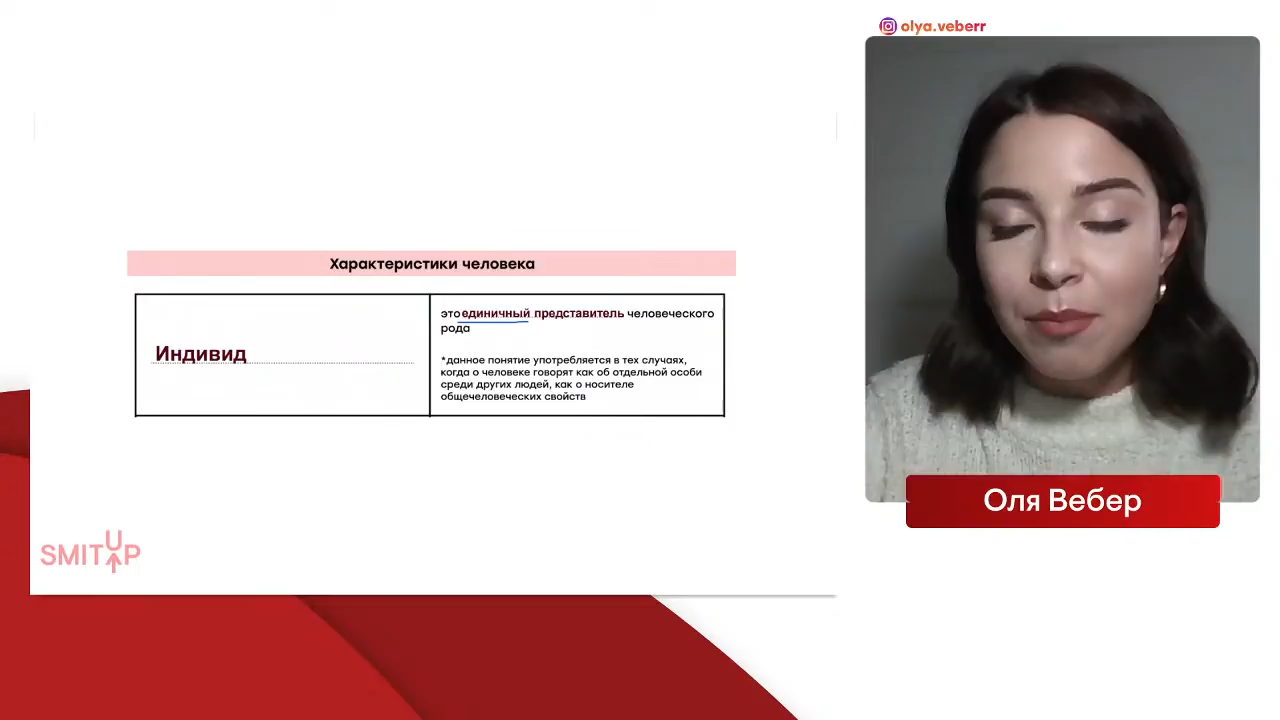 olya.veberr
Характеристики человека
Индивид
это единичный представитель человеческого
рода
*данное понятие употребляется в тех случаях,
когда о человеке говорят как об отдельной особи
среди других людей, как о носителе
общечеловеческих свойств
Оля Вебер
SMITUP